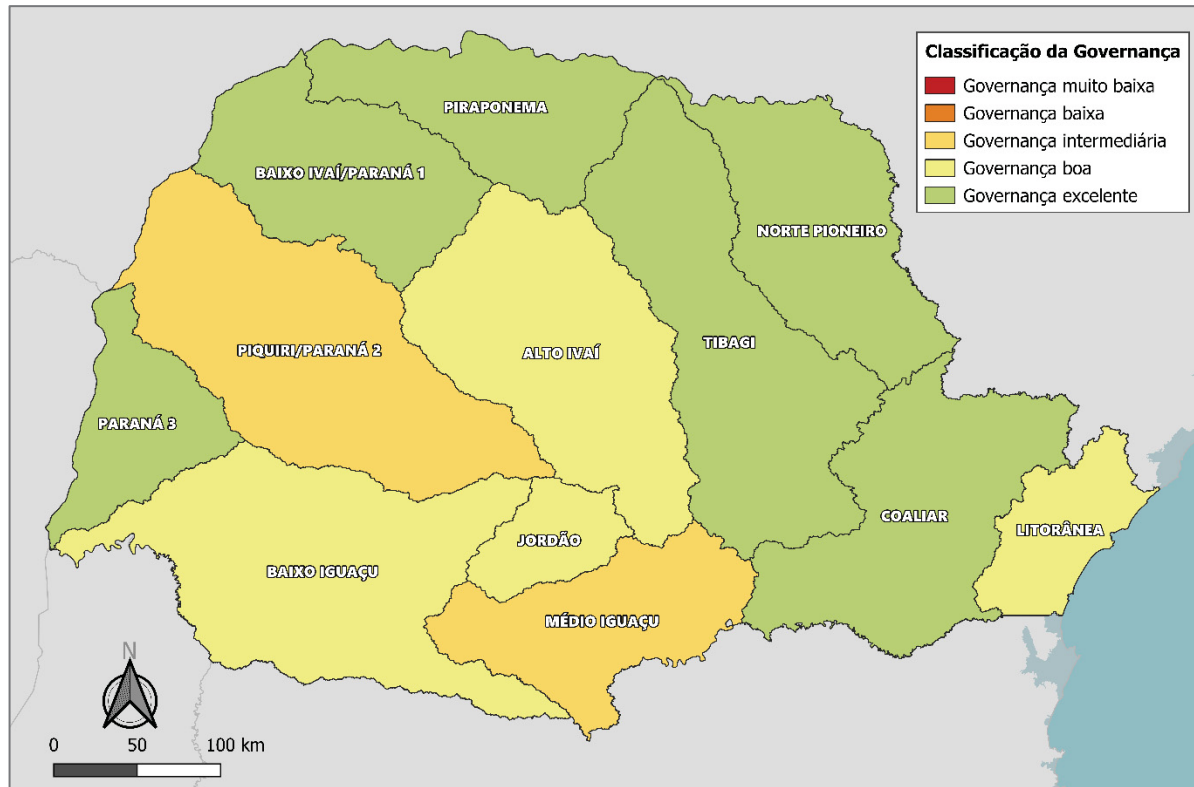 Classificação da Governança
Governança muito baixa
Governança baixa
Governança intermediária
Governança boa
Governança excelente
PIRAPONEMA
BAIXO IVAÍ/PARANÁ 1
NORTE PIONEIRO
PIQUIRI/PARANÁ 2
ALTO IVAÍ
TIBAGI
PARANÁ 3
COALIAR
LITORÂNEA
JORDÃO
BAIXO IGUAÇU
MÉDIO IGUAÇU
N
0 50 100 km